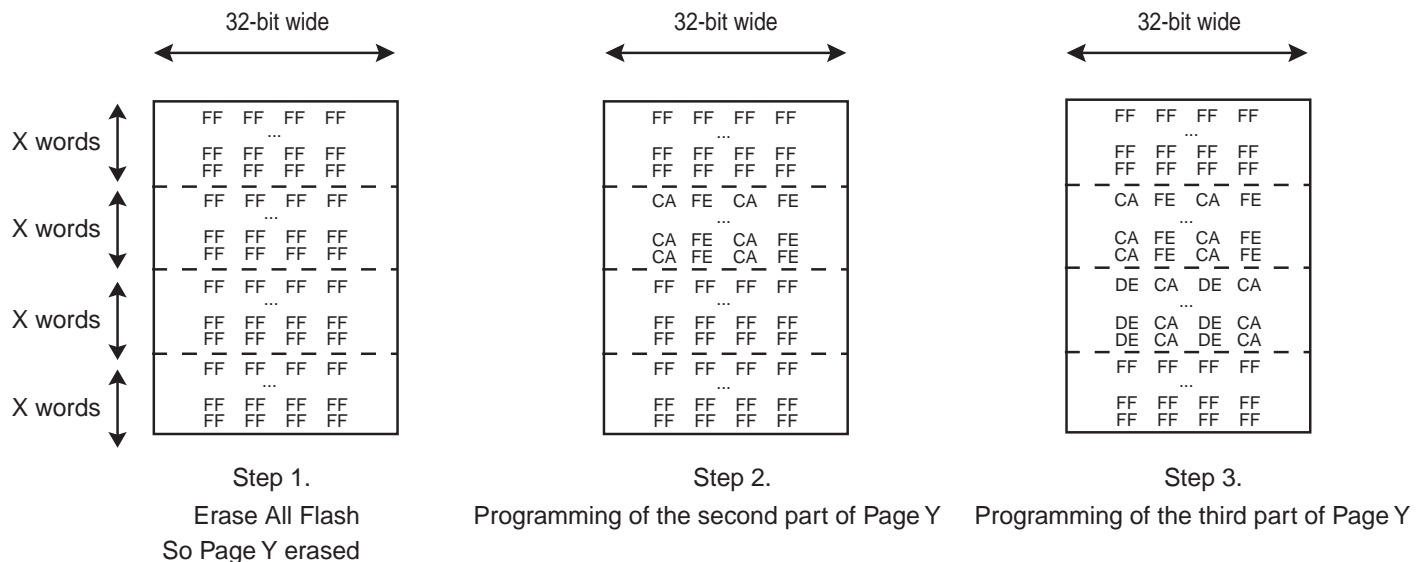 32-bit wide 32-bit wide 32-bit wide
X words
FF FF FF FF
...
FF FF FF FF
FF FF FF FF
X words
FF FF FF FF
...
FF FF FF FF
FF FF FF FF
X words
FF FF FF FF
...
FF FF FF FF
FF FF FF FF
X words
FF FF FF FF
...
FF FF FF FF
FF FF FF FF
Step 1.
Erase All Flash
So Page Y erased
FF FF FF FF
...
FF FF FF FF
FF FF FF FF
CA FE CA FE
...
CA FE CA FE
CA FE CA FE
FF FF FF FF
...
FF FF FF FF
FF FF FF FF
FF FF FF FF
...
FF FF FF FF
FF FF FF FF
Step 2.
Programming of the second part of Page Y
FF FF FF FF
...
FF FF FF FF
FF FF FF FF
CA FE CA FE
...
CA FE CA FE
CA FE CA FE
DE CA DE CA
...
DE CA DE CA
DE CA DE CA
FF FF FF FF
...
FF FF FF FF
FF FF FF FF
Step 3.
Programming of the third part of Page Y